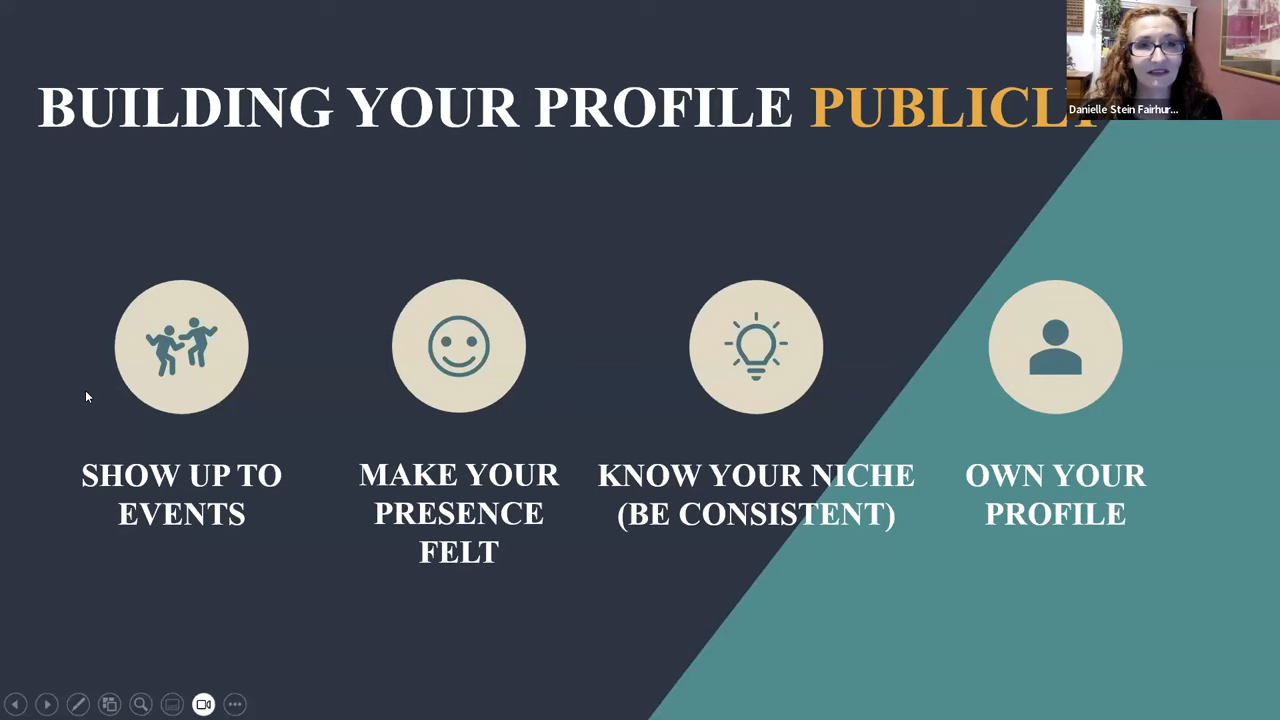 BUILDING YOUR PROFILE PUBLICLY
Danielle Stein Fairhur...
SHOW UP TO
EVENTS
MAKE YOUR
PRESENCE
FELT
KNOW YOUR NICHE
(BE CONSISTENT)
OWN YOUR
PROFILE